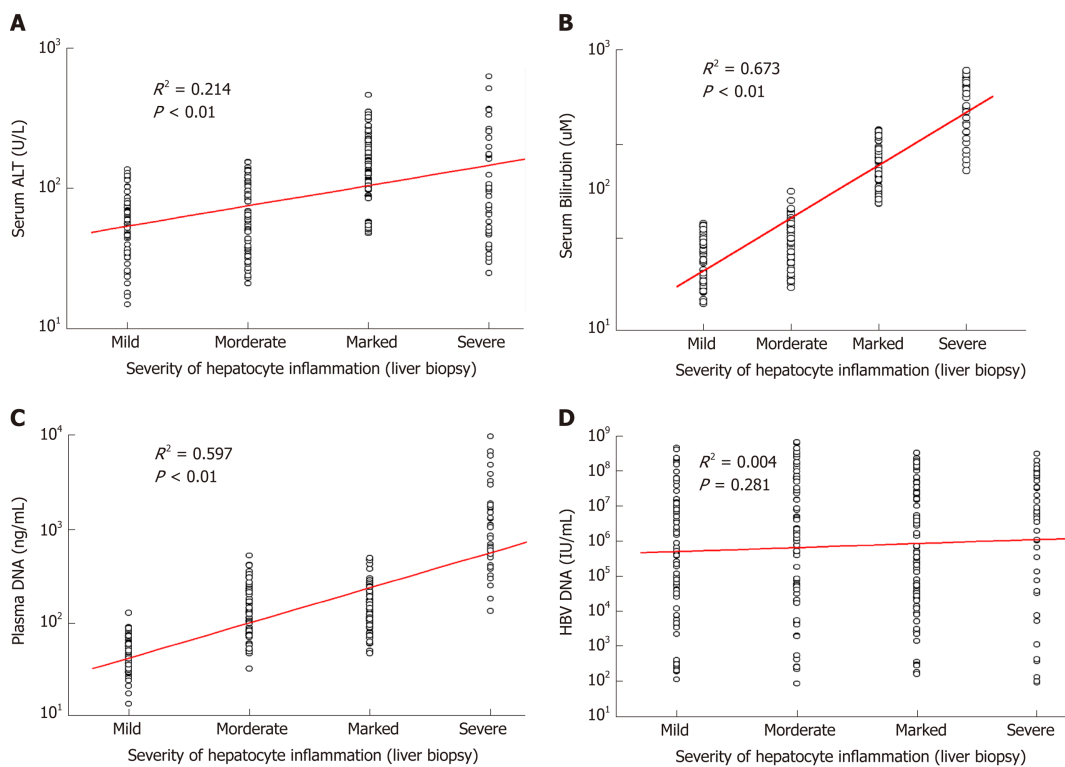 A
10³
10²
10¹
Serum ALT (U/L)
R² = 0.214
P < 0.01
Mild
Morderate
Marked
Severe
Severity of hepatocyte inflammation (liver biopsy)
B
10³
10²
10¹
Serum Bilirubin (uM)
R² = 0.673
P < 0.01
Mild
Morderate
Marked
Severe
Severity of hepatocyte inflammation (liver biopsy)
C
10⁴
10³
10²
10¹
Plasma DNA (ng/mL)
R² = 0.597
P < 0.01
Mild
Morderate
Marked
Severe
Severity of hepatocyte inflammation (liver biopsy)
D
10⁹
10⁸
10⁷
10⁶
10⁵
10⁴
10³
10²
10¹
HBV DNA (IU/mL)
R² = 0.004
P = 0.281
Mild
Morderate
Marked
Severe
Severity of hepatocyte inflammation (liver biopsy)